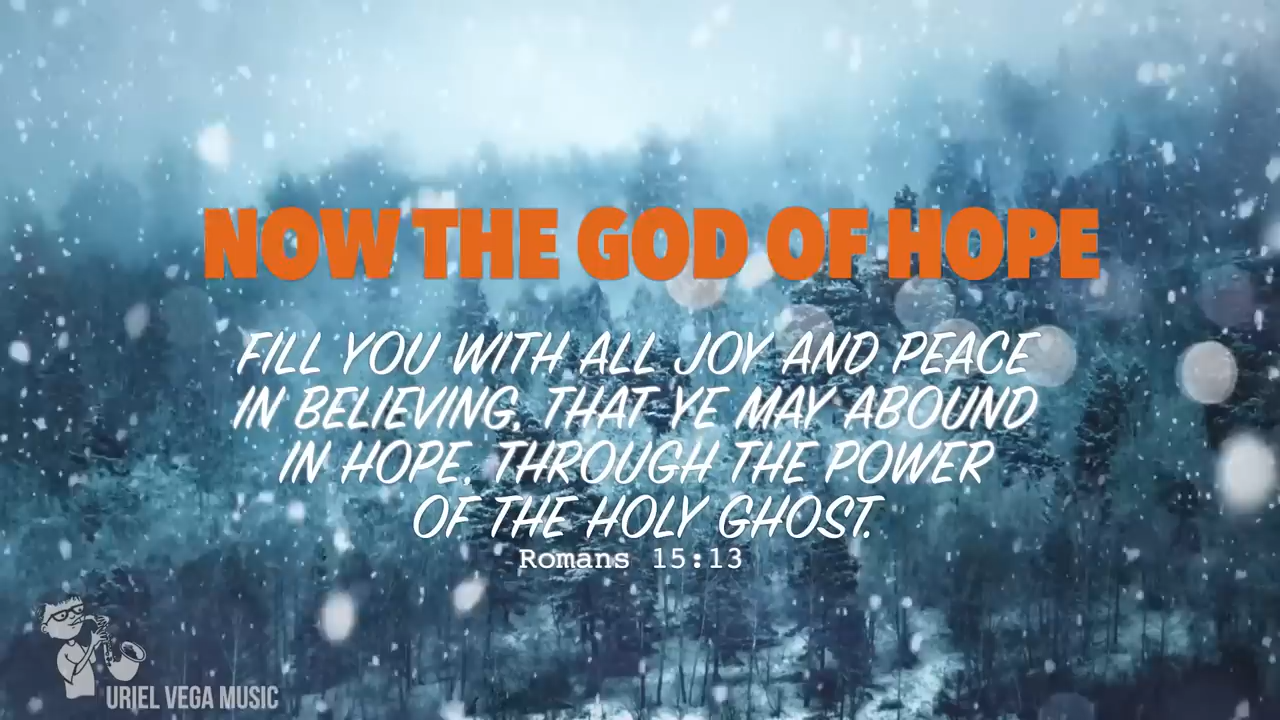 NOW THE GOD OF HOPE
FILL YOU WITH ALL JOY AND PEACE
IN BELIEVING, THAT YE MAY ABOUND
IN HOPE, THROUGH THE POWER
OF THE HOLY GHOST.
Romans 15:13
URIEL VEGA MUSIC